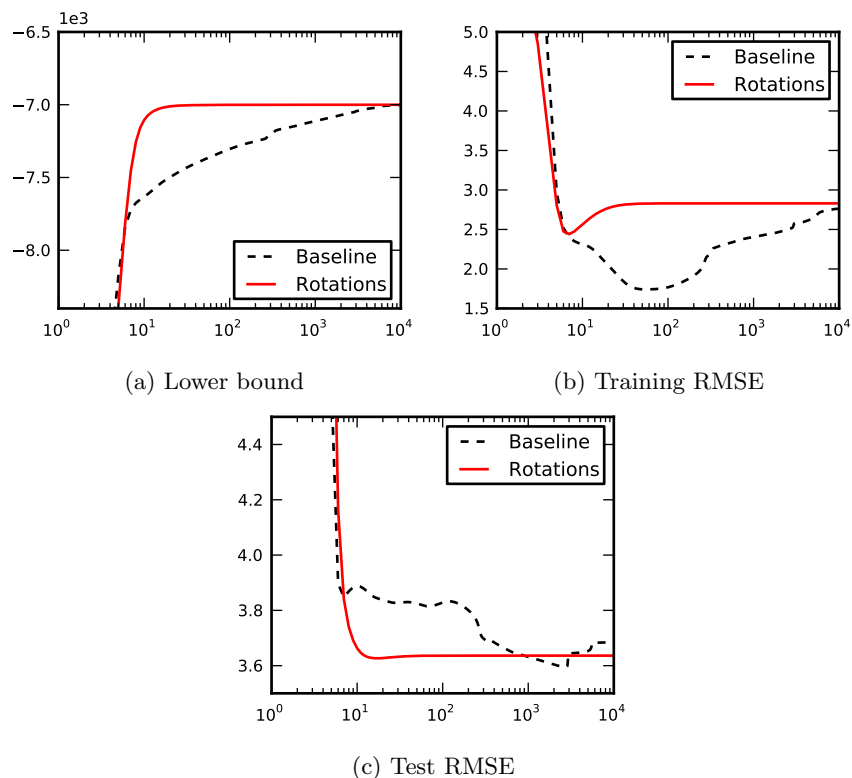 1e3
−6.5
−7.0
−7.5
−8.0
Baseline
Rotations
10^0 10^1 10^2 10^3 10^4
(a) Lower bound
5.0
4.5
4.0
3.5
3.0
2.5
2.0
1.5
Baseline
Rotations
10^0 10^1 10^2 10^3 10^4
(b) Training RMSE
4.4
4.2
4.0
3.8
3.6
Baseline
Rotations
10^0 10^1 10^2 10^3 10^4
(c) Test RMSE